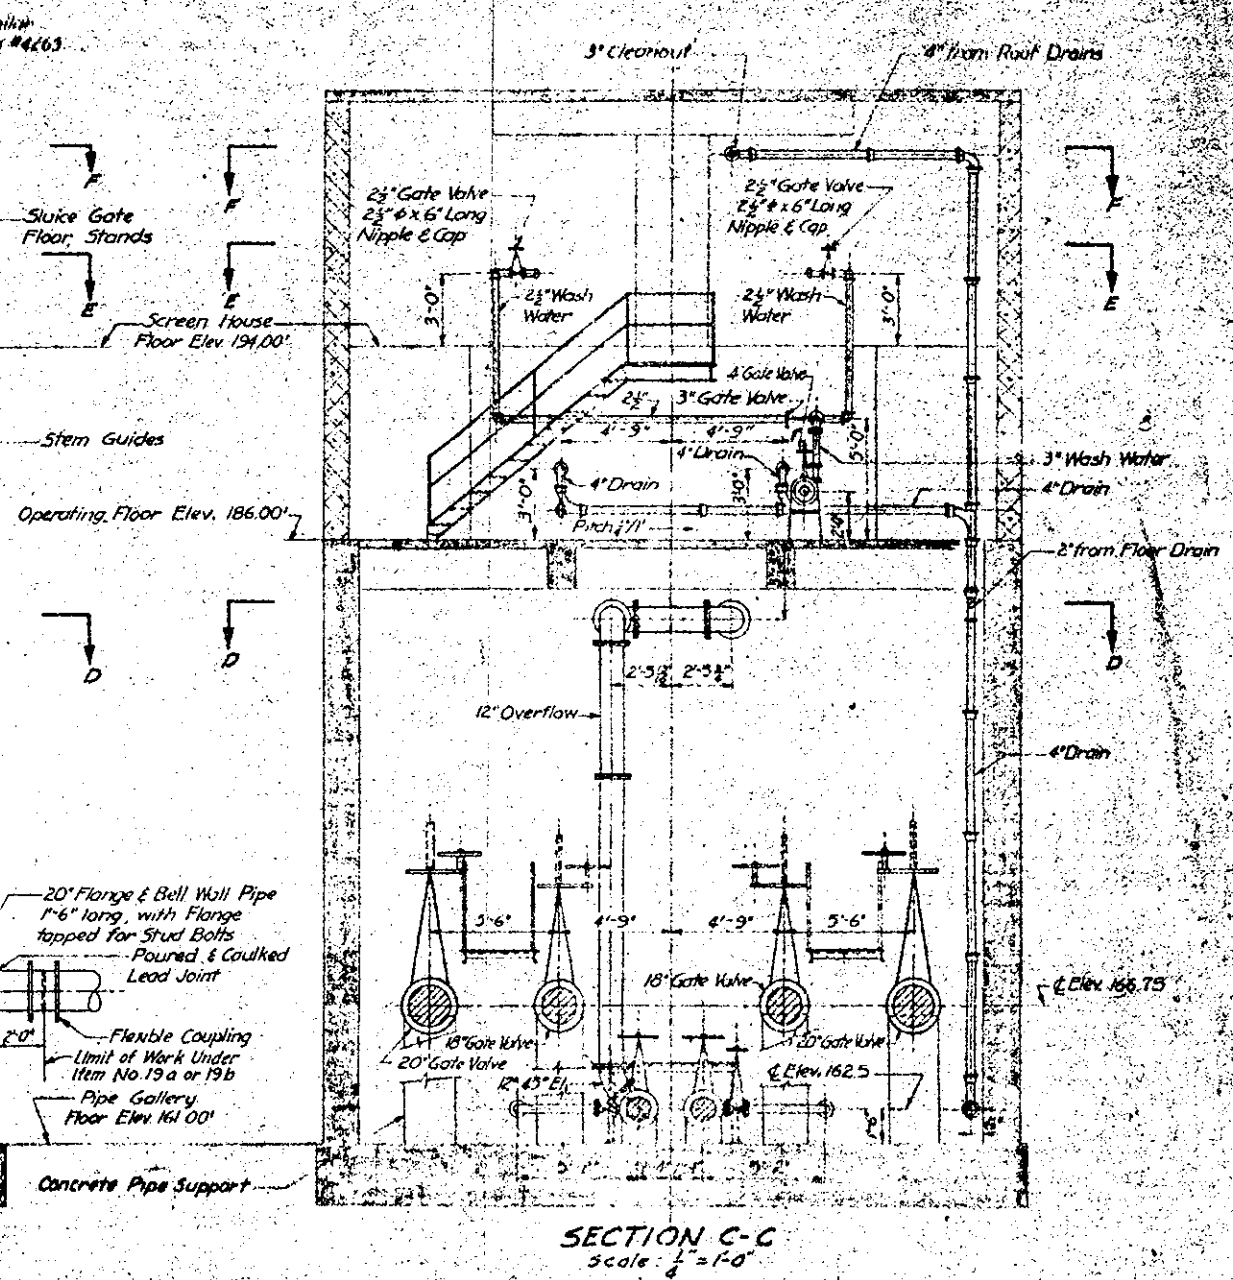 #4263
3" Cleanout
4" from Roof Drains
F
F
F
2½" Gate Valve
2½"φ x 6" Long
Nipple & Cap
2½" Gate Valve
2½"φ x 6" Long
Nipple & Cap
Sluice Gate
Floor Stands
E
E
E
3'-0"
2½" Wash
Water
2½" Wash
Water
3'-0"
Screen House
Floor Elev. 194.00'
4" Gate Valve
2½"
3" Gate Valve
4'-9"
4'-9"
5'-0"
Stem Guides
4" Drain
3" Wash Water
4" Drain
4" Drain
3'-0"
3'-0"
Operating Floor Elev. 186.00'
Pitch
2" from Floor Drain
D
D
D
2'-5½"
12" Overflow
4" Drain
20" Flange & Bell Wall Pipe
1'-6" long, with Flange
tapped for Stud Bolts
Poured & Caulked
Lead Joint
4'-9"
4'-9"
5'-6"
18" Gate Valve
℄ Elev. 166.75
2'-0"
Flexible Coupling
Limit of Work Under
Item No. 19a or 19b
18" Gate Valve
20" Gate Valve
20" Gate Valve
12" 45° El.
℄ Elev. 162.5
Pipe Gallery
Floor Elev. 161.00'
Concrete Pipe Support
SECTION C-C
Scale: ¼" = 1'-0"